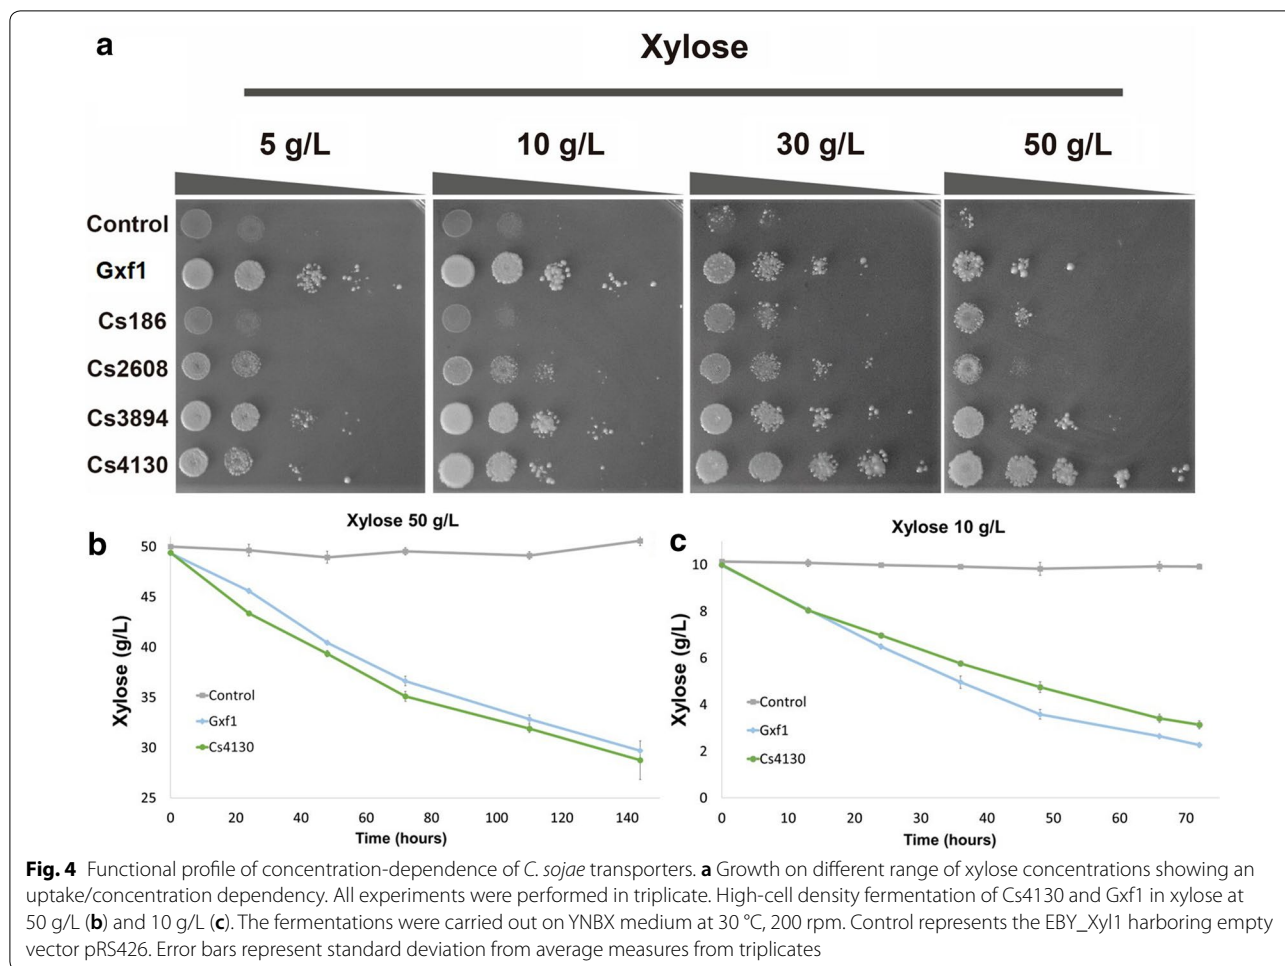 a
Xylose
5 g/L 10 g/L 30 g/L 50 g/L
Control
Gxf1
Cs186
Cs2608
Cs3894
Cs4130
b
Xylose 50 g/L
50
45
40
35
30
25
Xylose (g/L)
Control
Gxf1
Cs4130
0 20 40 60 80 100 120 140
Time (hours)
c
Xylose 10 g/L
10
8
6
4
2
0
Xylose (g/L)
Control
Gxf1
Cs4130
0 10 20 30 40 50 60 70
Time (hours)
Fig. 4 Functional profile of concentration-dependence of C. sojae transporters. a Growth on different range of xylose concentrations showing an
uptake/concentration dependency. All experiments were performed in triplicate. High-cell density fermentation of Cs4130 and Gxf1 in xylose at
50 g/L (b) and 10 g/L (c). The fermentations were carried out on YNBX medium at 30 °C, 200 rpm. Control represents the EBY_Xyl1 harboring empty
vector pRS426. Error bars represent standard deviation from average measures from triplicates